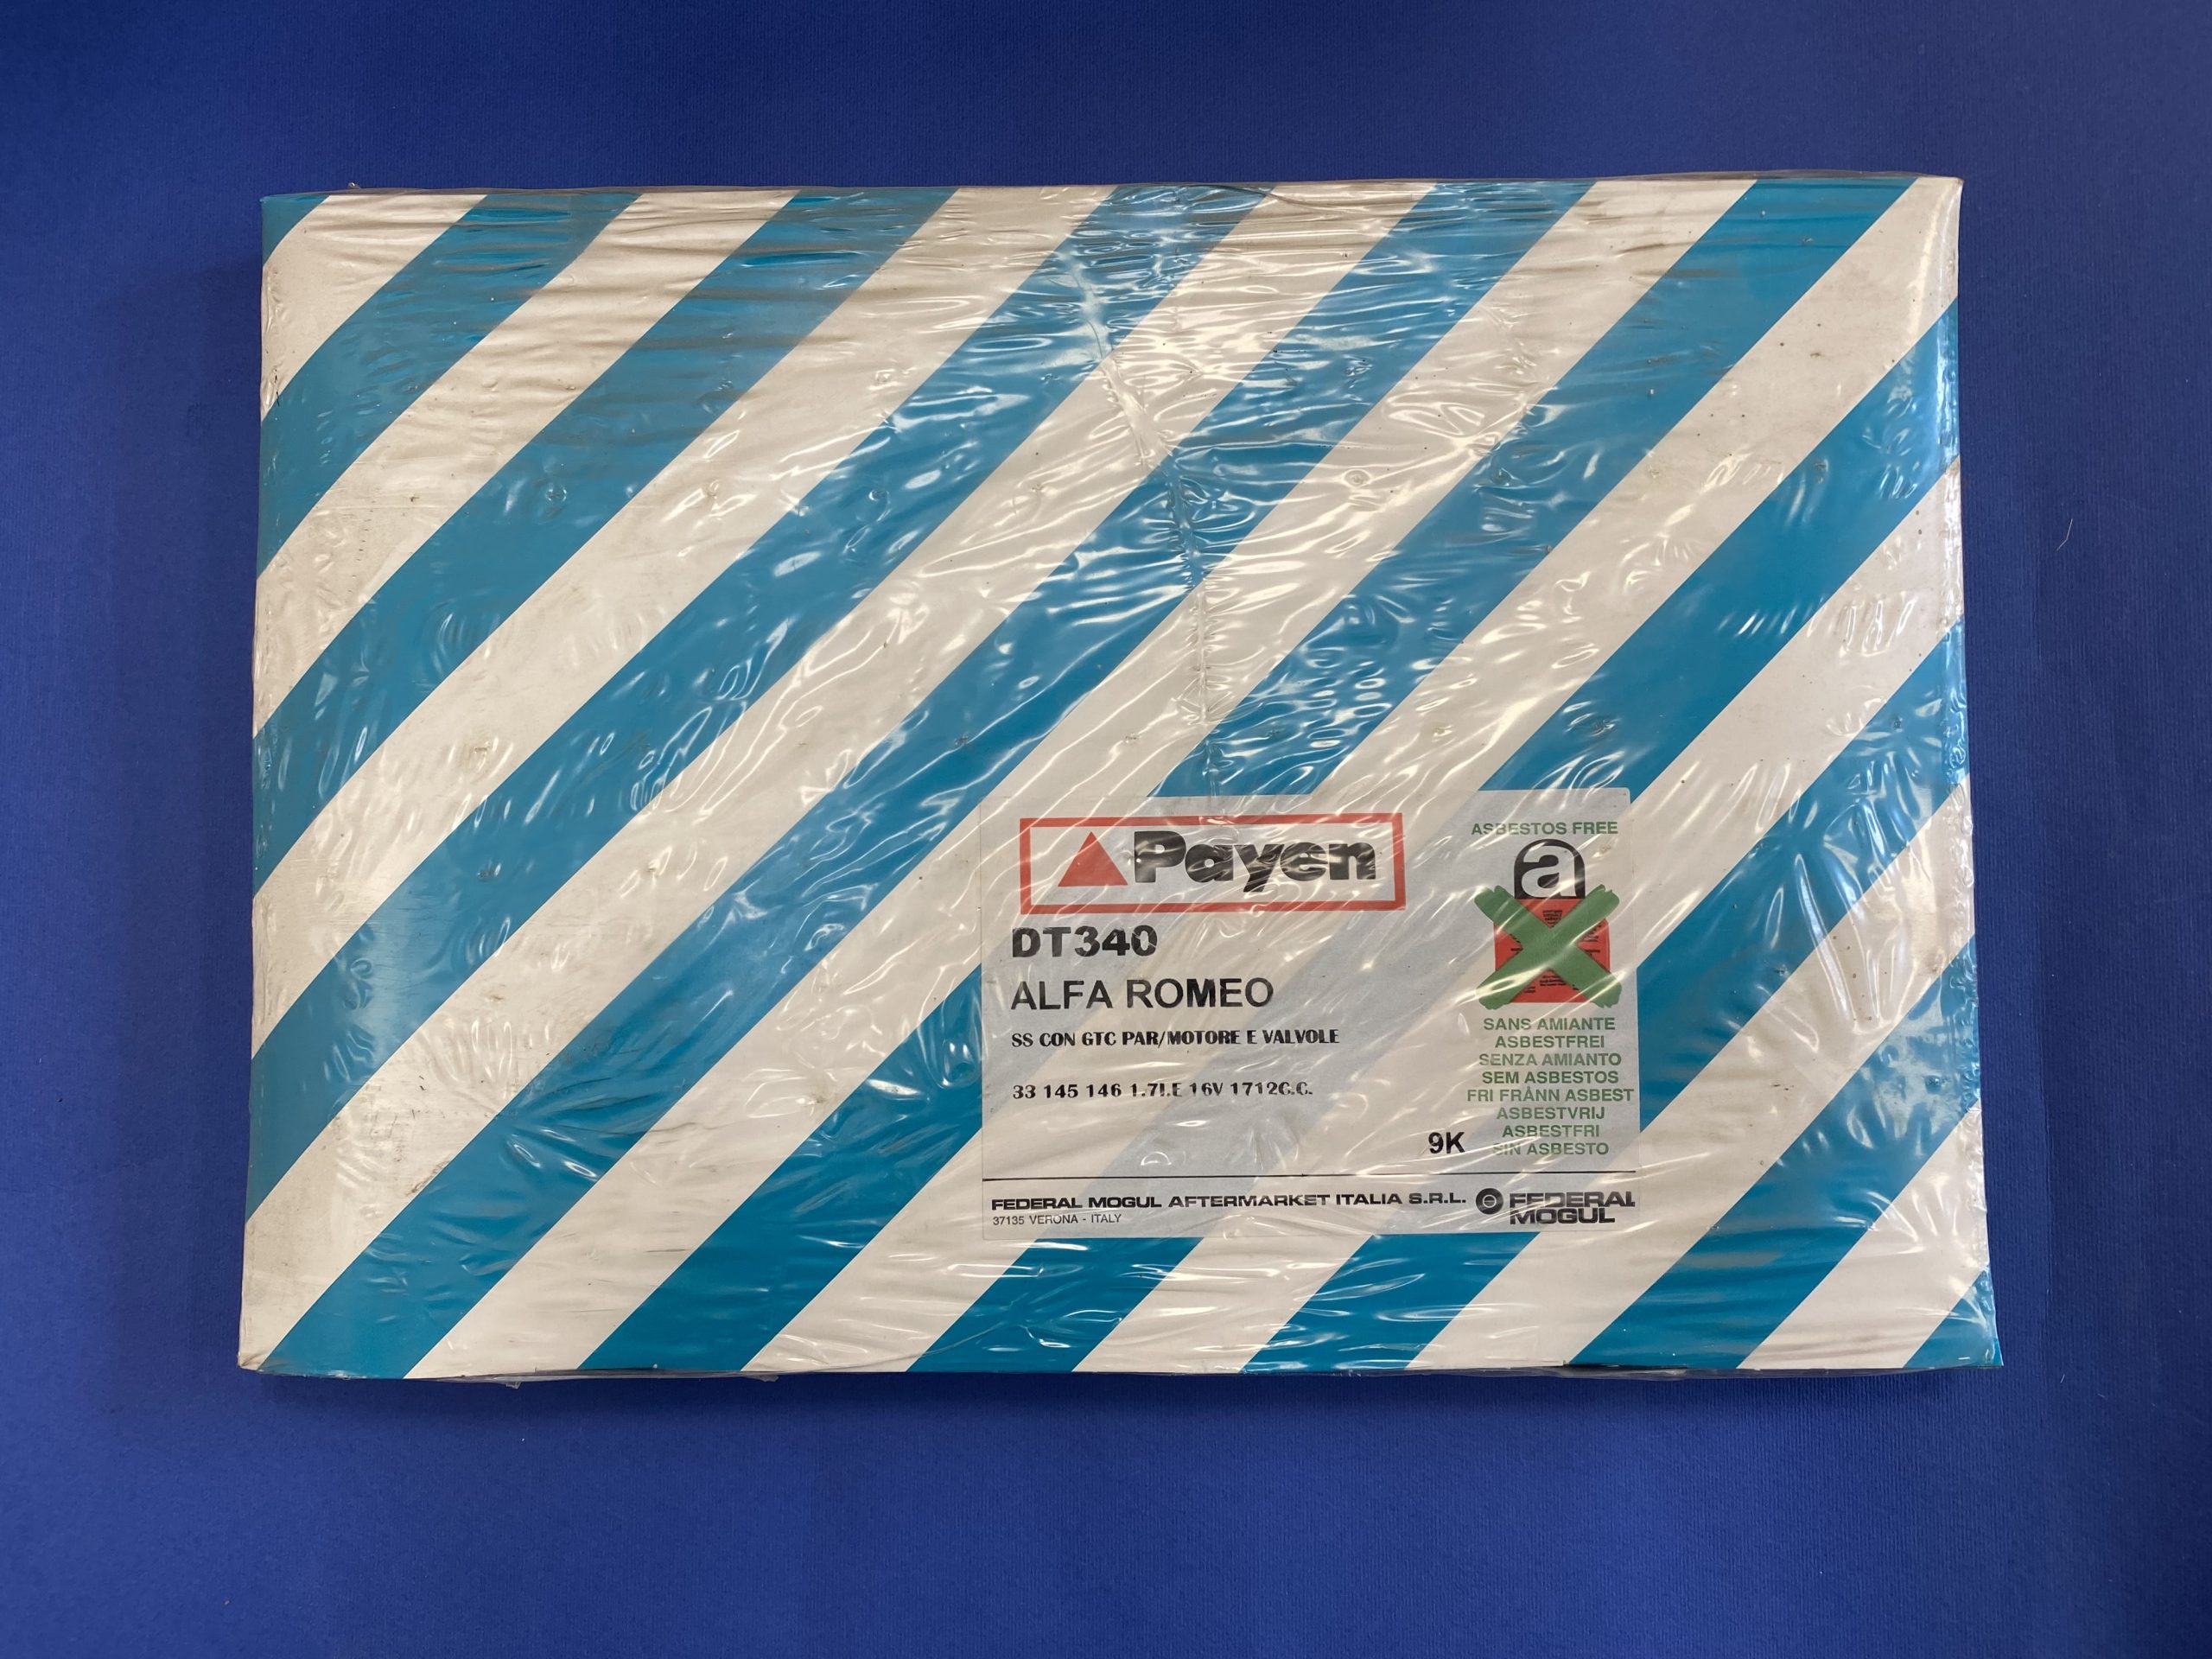 Payen
DT340
ALFA ROMEO
SS CON GTC PAR/MOTORE E VALVOLE
33 145 146 1.7I.E 16V 1712C.C.
9K
ASBESTOS FREE
a
SANS AMIANTE
ASBESTFREI
SENZA AMIANTO
SEM ASBESTOS
FRI FRÅNN ASBEST
ASBESTVRIJ
ASBESTFRI
SIN ASBESTO
FEDERAL MOGUL AFTERMARKET ITALIA S.R.L.
37135 VERONA - ITALY
FEDERAL
MOGUL